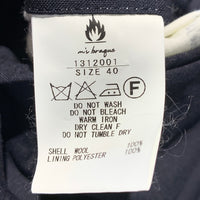 mis braque
1312001
SIZE 40
F
DO NOT WASH
DO NOT BLEACH
WARM IRON
DRY CLEAN F
DO NOT TUMBLE DRY
SHELL WOOL 100%
LINING POLYESTER 100%